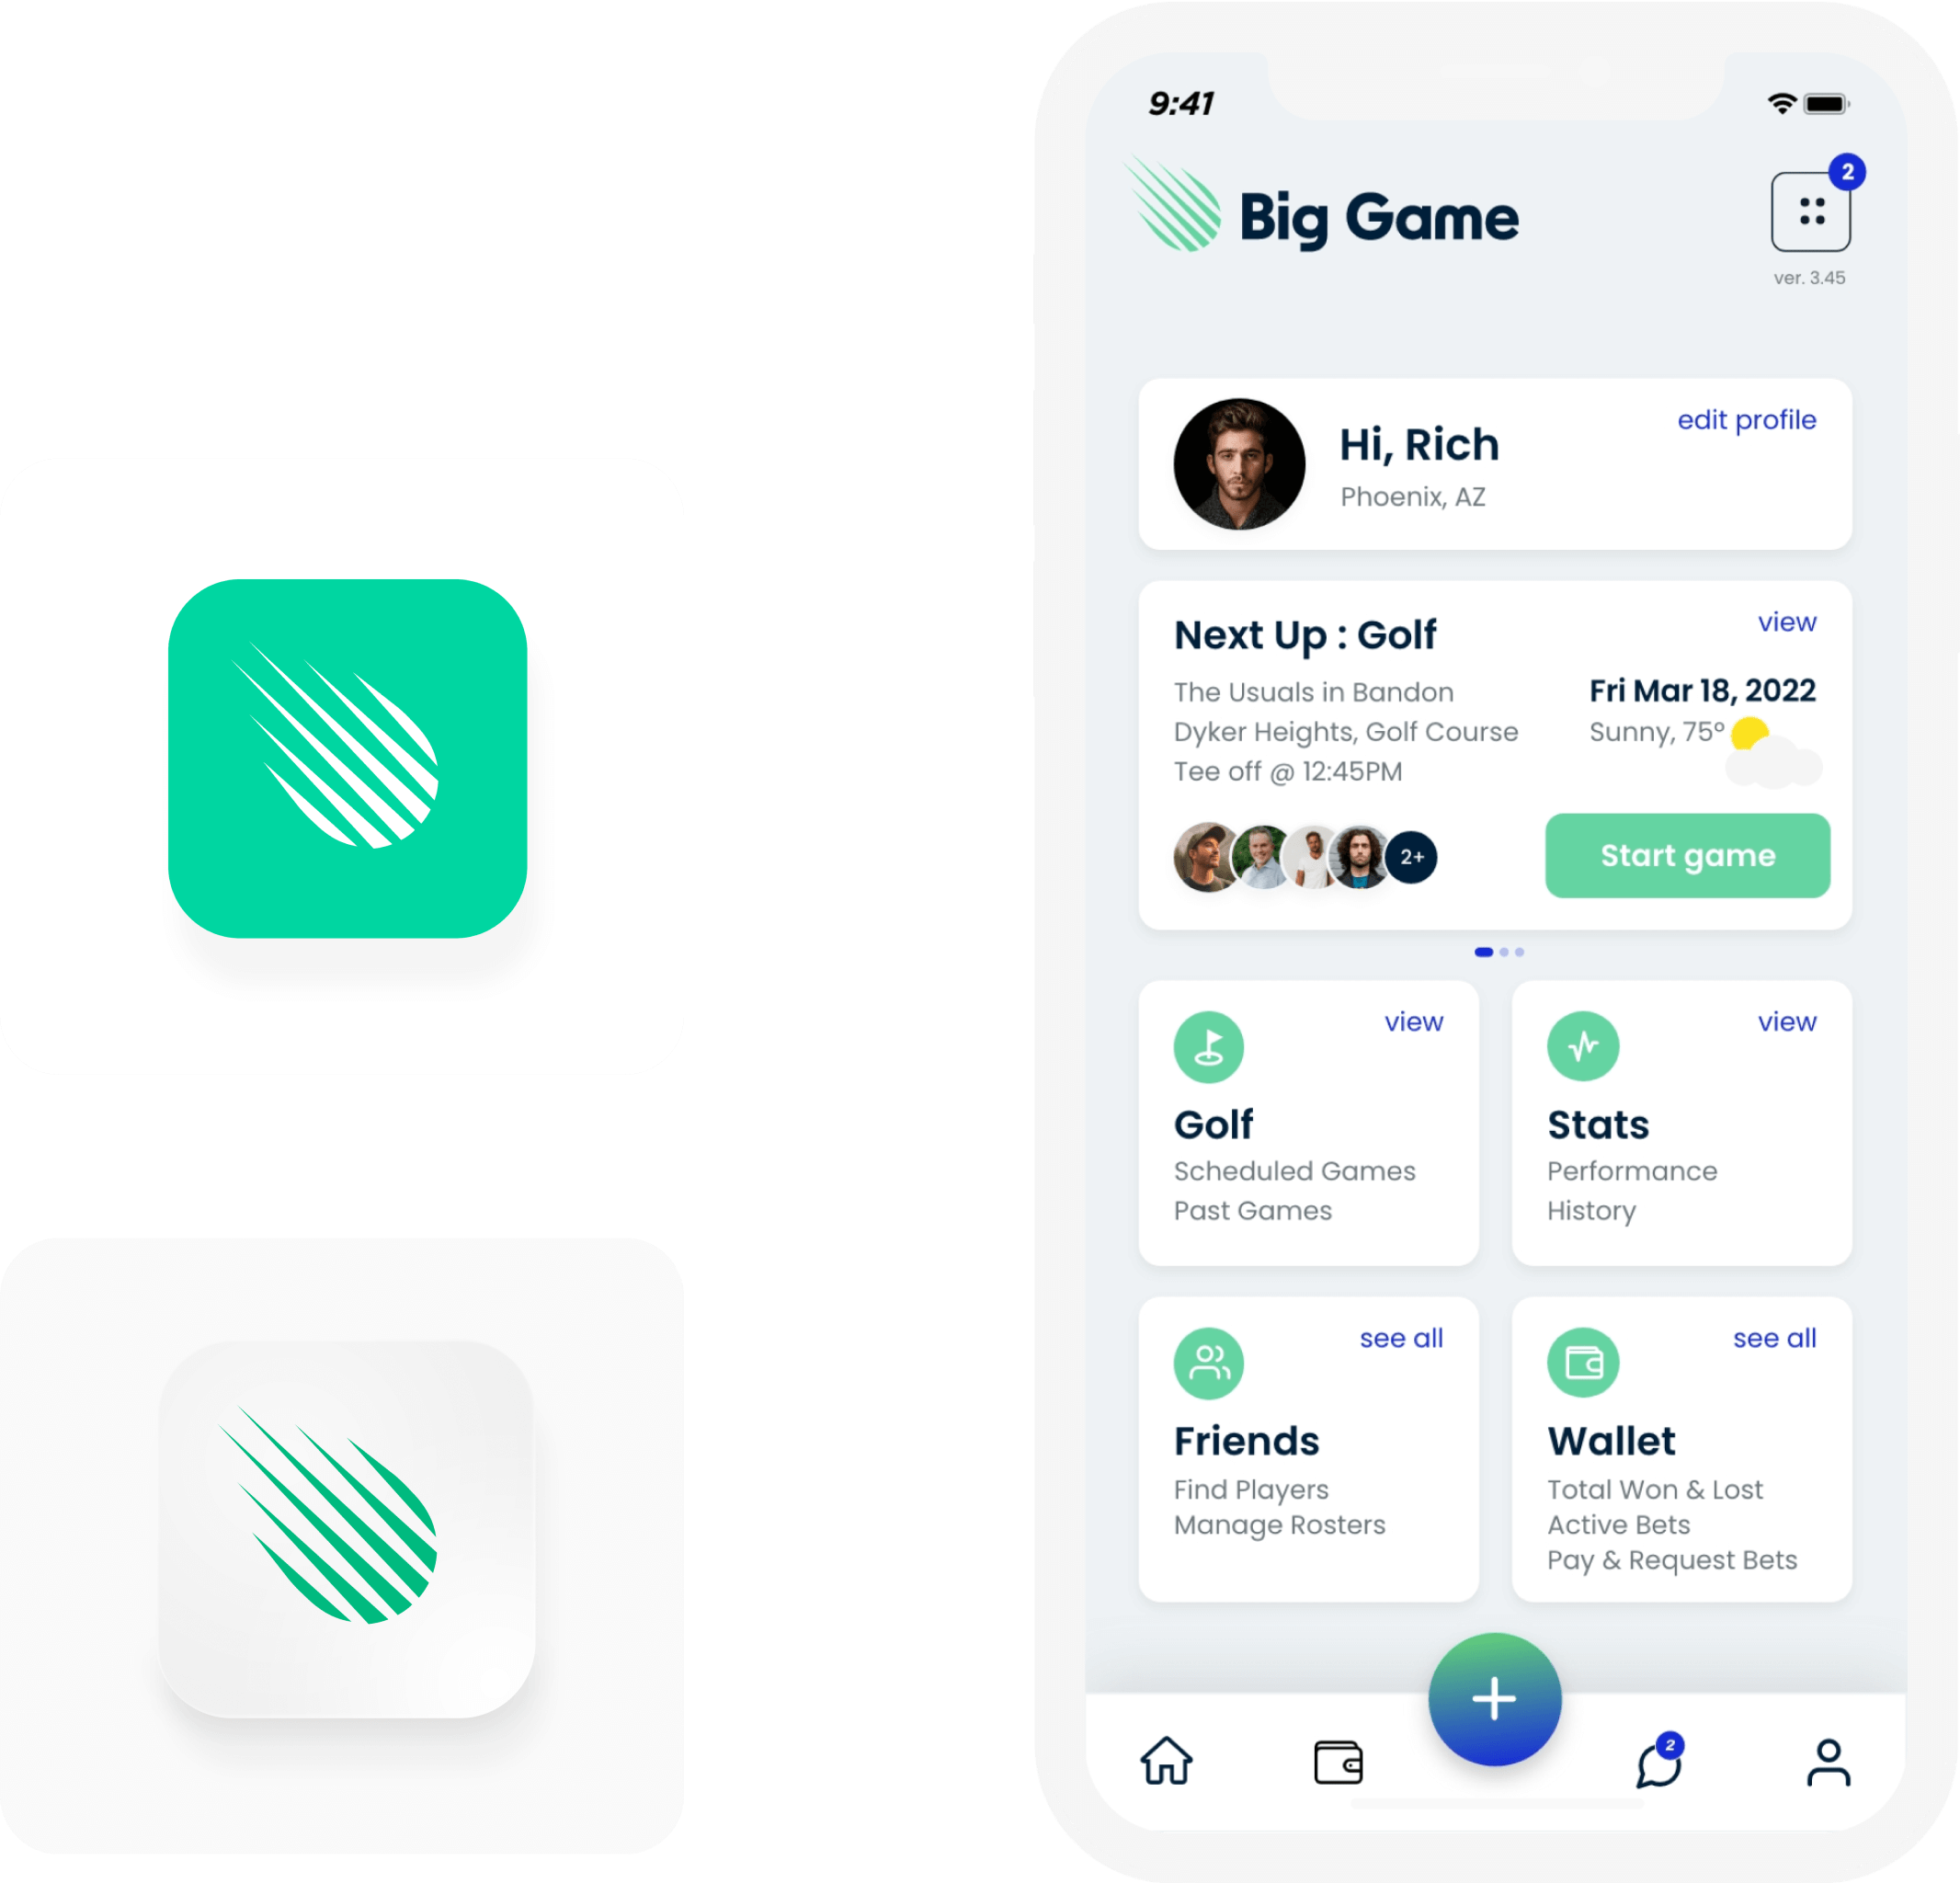 9:41
2
Big Game
ver. 3.45
edit profile
Hi, Rich
Phoenix, AZ
view
Next Up : Golf
The Usuals in Bandon
Fri Mar 18, 2022
Dyker Heights, Golf Course
Sunny, 75°
Tee off @ 12:45PM
2+
Start game
view
Golf
Scheduled Games
Past Games
view
Stats
Performance
History
see all
Friends
Find Players
Manage Rosters
see all
Wallet
Total Won & Lost
Active Bets
Pay & Request Bets
2